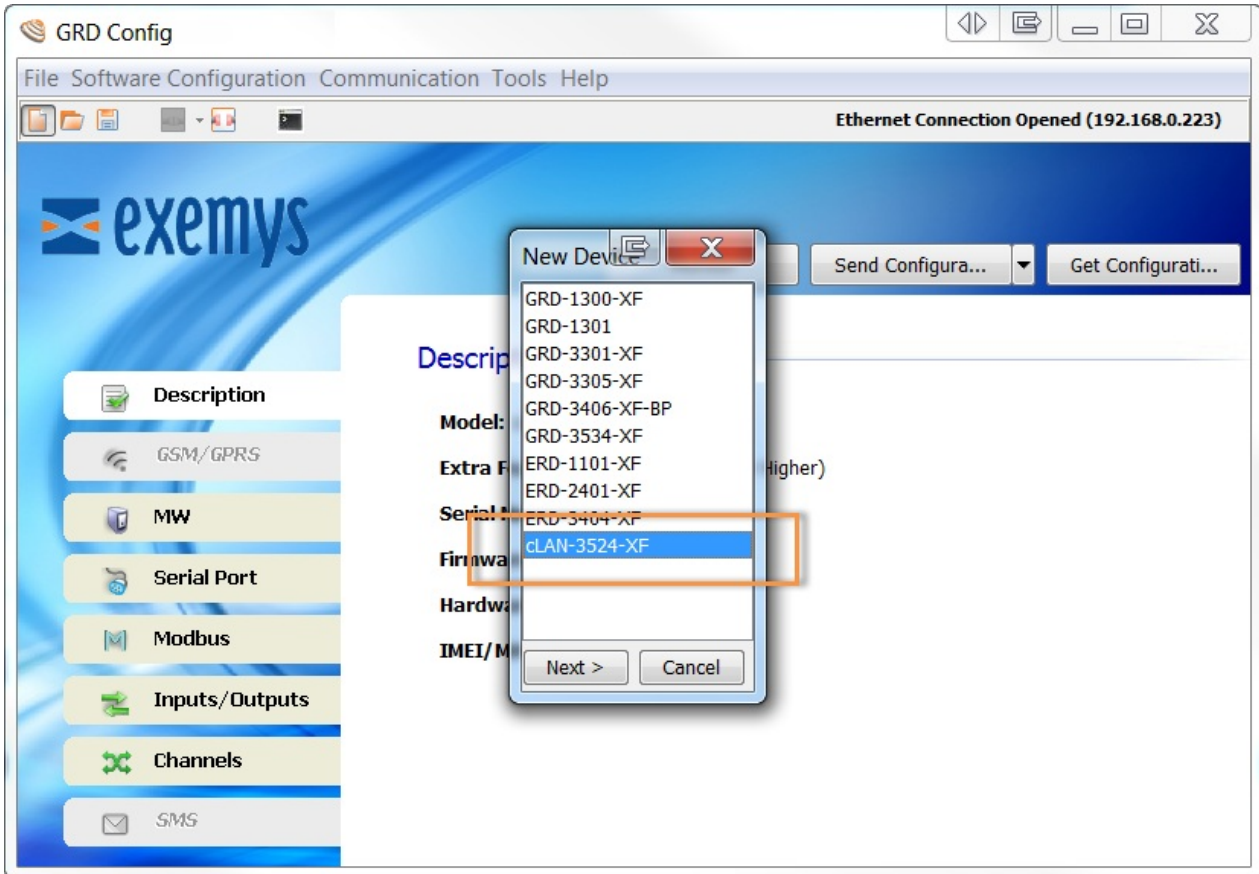 GRD Config
File Software Configuration Communication Tools Help
Ethernet Connection Opened (192.168.0.223)
exemys
New Device
Send Configura...
Get Configurati...
GRD-1300-XF
GRD-1301
GRD-3301-XF
GRD-3305-XF
GRD-3406-XF-BP
GRD-3534-XF
ERD-1101-XF
ERD-2401-XF
ERD-3404-XF
cLAN-3524-XF
Next >
Cancel
Descrip
Model:
Extra F
Higher)
Serial
Firmwa
Hardwa
IMEI/M
Description
GSM/GPRS
MW
Serial Port
Modbus
Inputs/Outputs
Channels
SMS